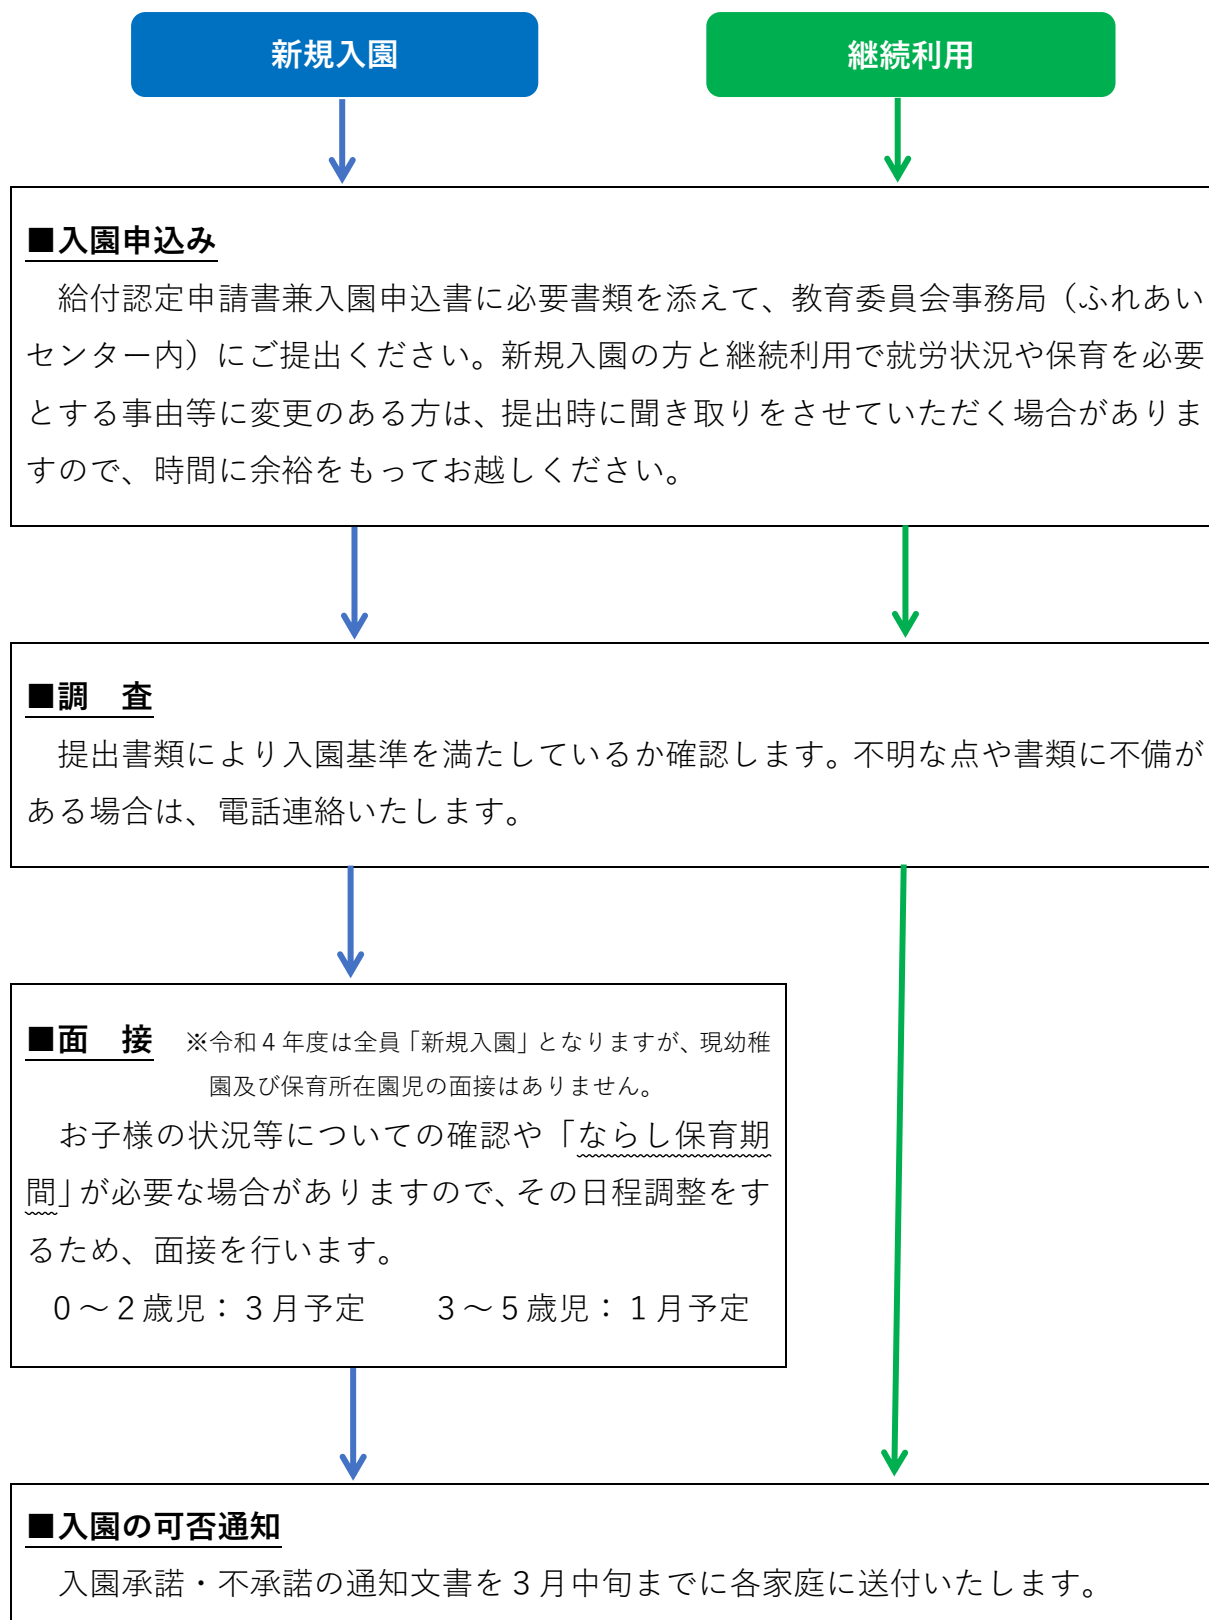 新規入園
継続利用
■入園申込み
給付認定申請書兼入園申込書に必要書類を添えて、教育委員会事務局（ふれあい
センター内）にご提出ください。新規入園の方と継続利用で就労状況や保育を必要
とする事由等に変更のある方は、提出時に聞き取りをさせていただく場合がありま
すので、時間に余裕をもってお越しください。
■調　査
提出書類により入園基準を満たしているか確認します。不明な点や書類に不備が
ある場合は、電話連絡いたします。
■面　接　※令和４年度は全員「新規入園」となりますが、現幼稚
園及び保育所在園児の面接はありません。
お子様の状況等についての確認や「ならし保育期
間」が必要な場合がありますので、その日程調整をす
るため、面接を行います。
０～２歳児：３月予定　　３～５歳児：１月予定
■入園の可否通知
入園承諾・不承諾の通知文書を３月中旬までに各家庭に送付いたします。